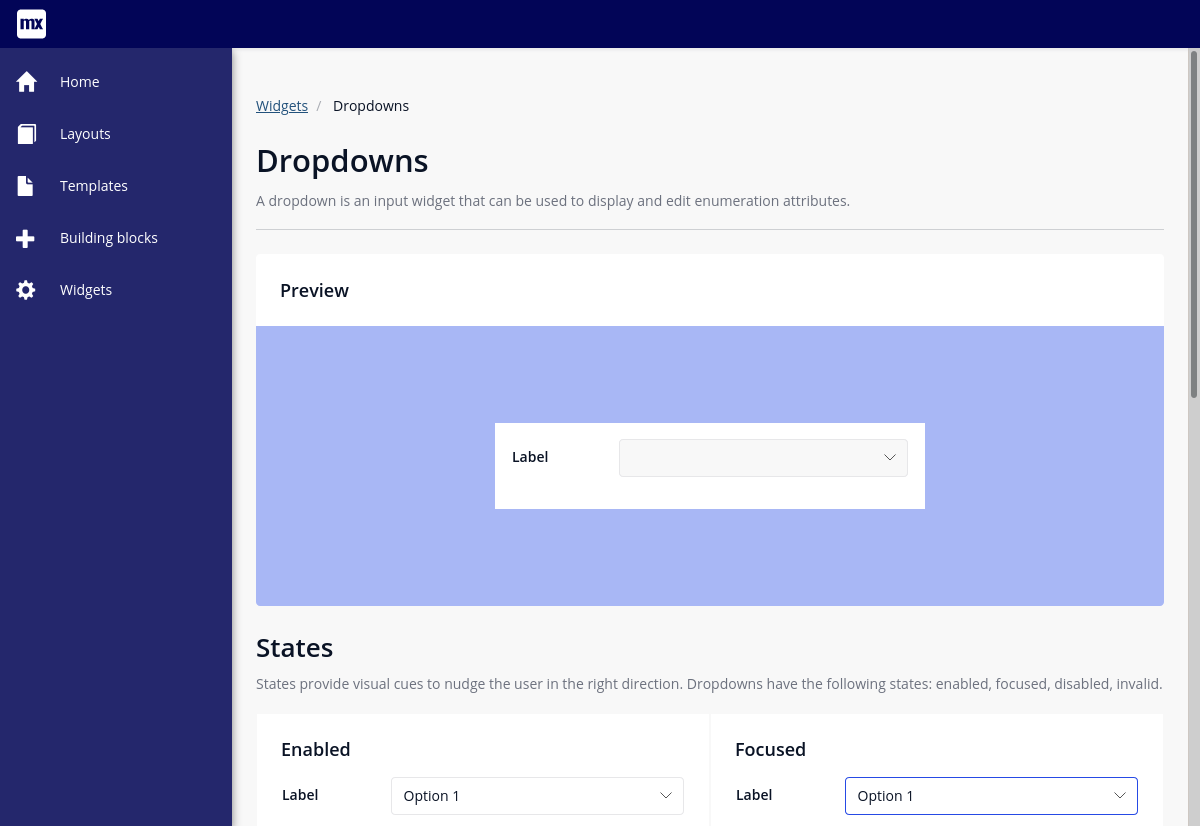 mx
Home
Layouts
Templates
Building blocks
Widgets
Widgets / Dropdowns
Dropdowns
A dropdown is an input widget that can be used to display and edit enumeration attributes.
Preview
Label
States
States provide visual cues to nudge the user in the right direction. Dropdowns have the following states: enabled, focused, disabled, invalid.
Enabled
Label Option 1
Focused
Label Option 1